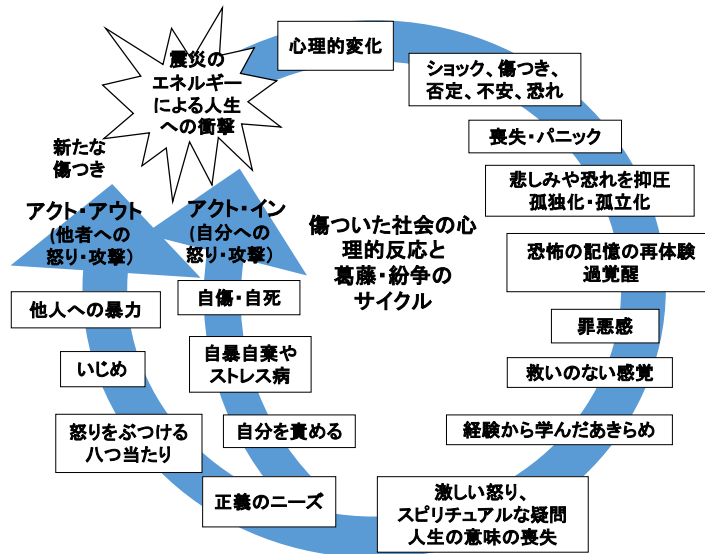 震災の
エネルギー
による人生
への衝撃
心理的変化
ショック、傷つき、
否定、不安、恐れ
喪失・パニック
悲しみや恐れを抑圧
孤独化・孤立化
恐怖の記憶の再体験
過覚醒
罪悪感
救いのない感覚
経験から学んだあきらめ
激しい怒り、
スピリチュアルな疑問
人生の意味の喪失
正義のニーズ
自分を責める
自暴自棄や
ストレス病
自傷・自死
アクト・イン
(自分への
怒り・攻撃)
怒りをぶつける
八つ当たり
いじめ
他人への暴力
アクト・アウト
(他者への
怒り・攻撃)
新たな
傷つき
傷ついた社会の心
理的反応と
葛藤・紛争の
サイクル